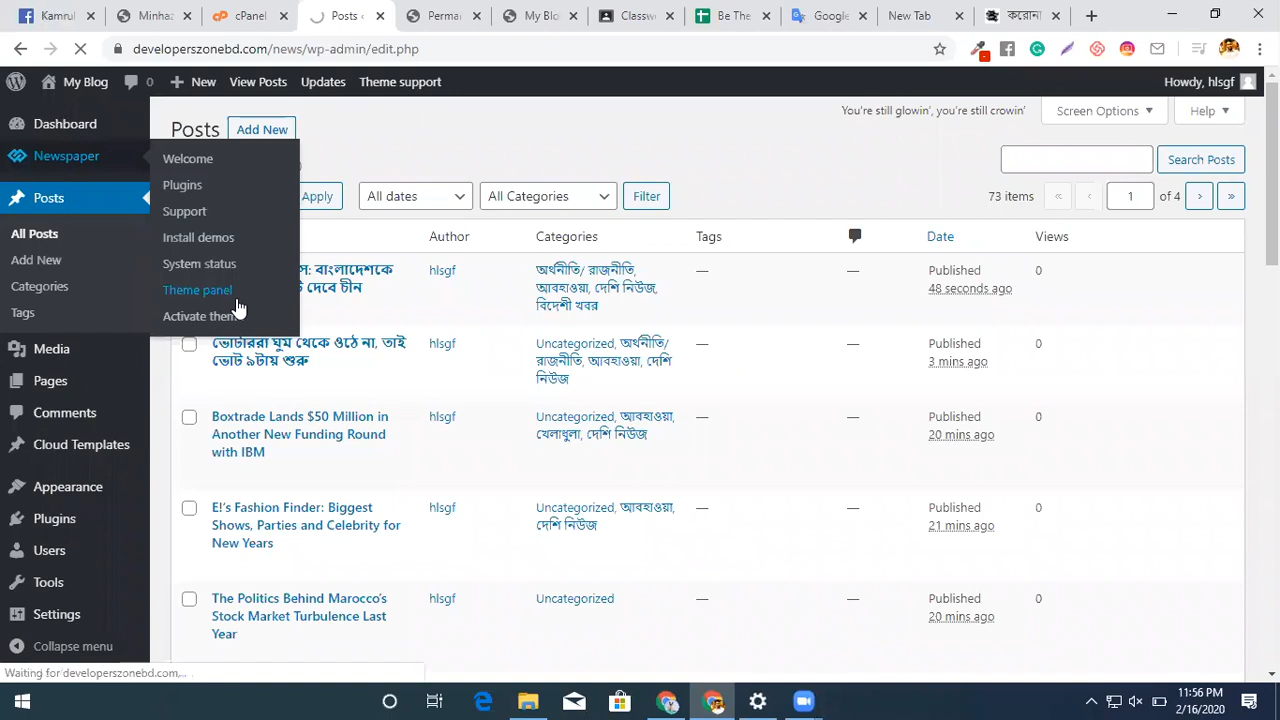 Kamrul
Minhaz
cPanel
Posts
Perma
My Blo
Classw
Be The
Google
New Tab
করোনা
developerszonebd.com/news/wp-admin/edit.php
My Blog
0
New
View Posts
Updates
Theme support
Howdy, hlsgf
Dashboard
Newspaper
Posts
All Posts
Add New
Categories
Tags
Media
Pages
Comments
Cloud Templates
Appearance
Plugins
Users
Tools
Settings
Collapse menu
Welcome
Plugins
Support
Install demos
System status
Theme panel
Activate them
You're still glowin', you're still crowin'
Screen Options
Help
Posts
Add New
Search Posts
Apply
All dates
All Categories
Filter
73 items
«
‹
1
of 4
›
»
Author
Categories
Tags
Date
Views
বাংলাদেশকে
দেবে চীন
hlsgf
অর্থনীতি/ রাজনীতি,
আবহাওয়া, দেশি নিউজ,
বিদেশী খবর
—
—
Published
48 seconds ago
0
ভোটাররা ঘুম থেকে ওঠে না, তাই
ভোট ৯টায় শুরু
hlsgf
Uncategorized, অর্থনীতি/
রাজনীতি, আবহাওয়া, দেশি
নিউজ
—
—
Published
3 mins ago
0
Boxtrade Lands $50 Million in
Another New Funding Round
with IBM
hlsgf
Uncategorized, আবহাওয়া,
খেলাধুলা, দেশি নিউজ
—
—
Published
20 mins ago
0
E!'s Fashion Finder: Biggest
Shows, Parties and Celebrity for
New Years
hlsgf
Uncategorized, আবহাওয়া,
দেশি নিউজ
—
—
Published
21 mins ago
0
The Politics Behind Marocco's
Stock Market Turbulence Last
Year
hlsgf
Uncategorized
—
—
Published
20 mins ago
0
Waiting for developerszonebd.com,...
11:56 PM
2/16/2020